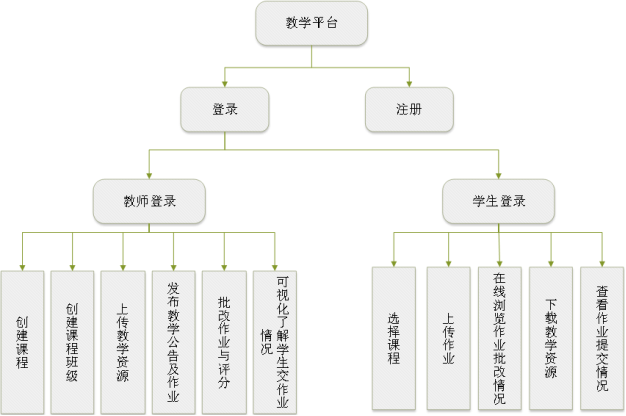 教学平台
登录
注册
教师登录
学生登录
创建课程
创建课程班级
上传教学资源
发布教学公告及作业
批改作业与评分
可视化了解学生交作业
情况
选择课程
上传作业
在线浏览作业批改情况
下载教学资源
查看作业提交情况